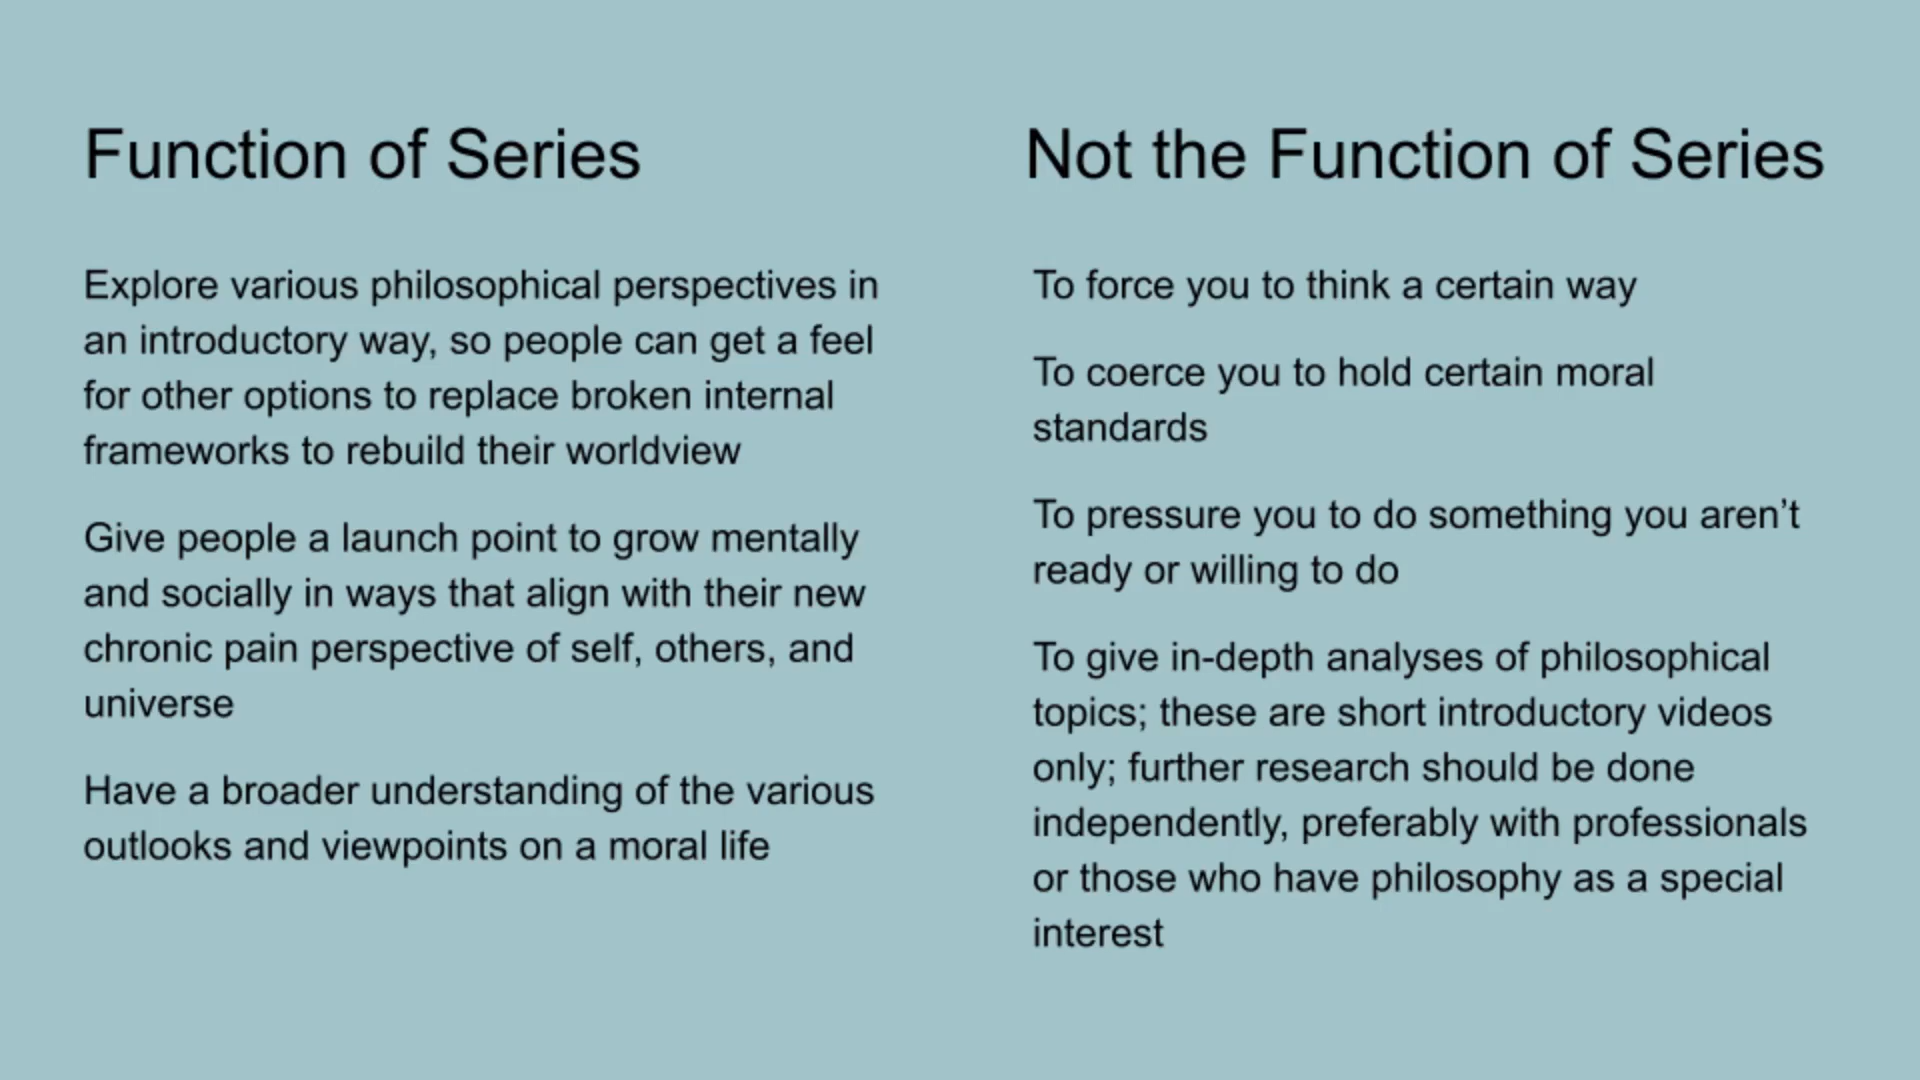 Function of Series
Explore various philosophical perspectives in
an introductory way, so people can get a feel
for other options to replace broken internal
frameworks to rebuild their worldview
Give people a launch point to grow mentally
and socially in ways that align with their new
chronic pain perspective of self, others, and
universe
Have a broader understanding of the various
outlooks and viewpoints on a moral life
Not the Function of Series
To force you to think a certain way
To coerce you to hold certain moral
standards
To pressure you to do something you aren’t
ready or willing to do
To give in-depth analyses of philosophical
topics; these are short introductory videos
only; further research should be done
independently, preferably with professionals
or those who have philosophy as a special
interest